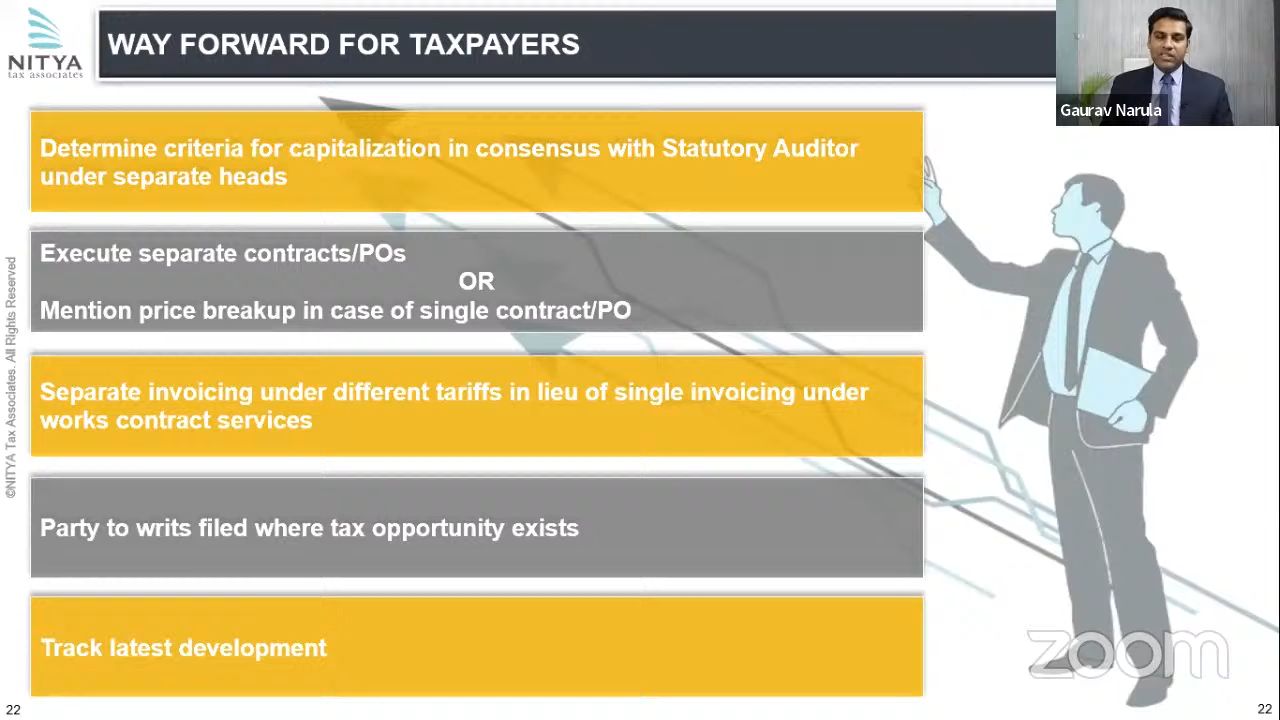 NITYA
tax associates
WAY FORWARD FOR TAXPAYERS
Gaurav Narula
Determine criteria for capitalization in consensus with Statutory Auditor
under separate heads
Execute separate contracts/POs
OR
Mention price breakup in case of single contract/PO
Separate invoicing under different tariffs in lieu of single invoicing under
works contract services
Party to writs filed where tax opportunity exists
Track latest development
©NITYA Tax Associates. All Rights Reserved
zoom
22
22